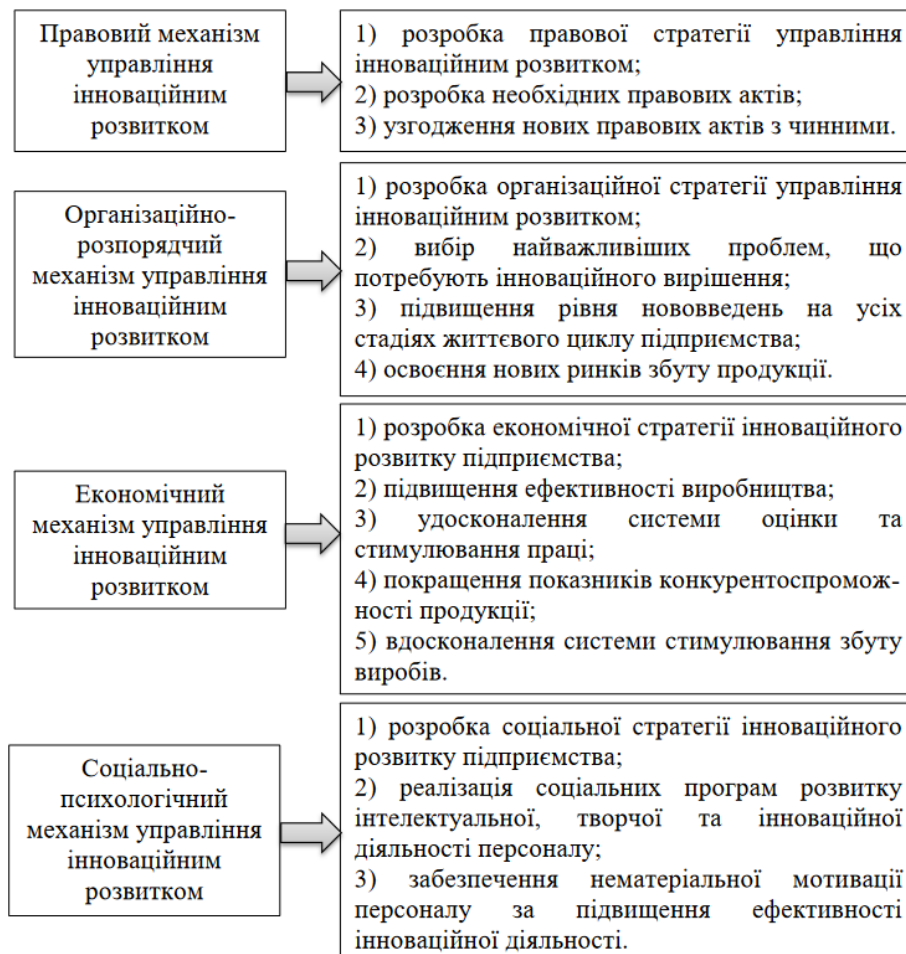 Правовий механізм
управління
інноваційним
розвитком
1) розробка правової стратегії управління
інноваційним розвитком;
2) розробка необхідних правових актів;
3) узгодження нових правових актів з чинними.
Організаційно-
розпорядчий
механізм управління
інноваційним
розвитком
1) розробка організаційної стратегії управління
інноваційним розвитком;
2) вибір найважливіших проблем, що
потребують інноваційного вирішення;
3) підвищення рівня нововведень на усіх
стадіях життєвого циклу підприємства;
4) освоєння нових ринків збуту продукції.
Економічний
механізм управління
інноваційним
розвитком
1) розробка економічної стратегії інноваційного
розвитку підприємства;
2) підвищення ефективності виробництва;
3) удосконалення системи оцінки та
стимулювання праці;
4) покращення показників конкурентоспромож-
ності продукції;
5) вдосконалення системи стимулювання збуту
виробів.
Соціально-
психологічний
механізм управління
інноваційним
розвитком
1) розробка соціальної стратегії інноваційного
розвитку підприємства;
2) реалізація соціальних програм розвитку
інтелектуальної, творчої та інноваційної
діяльності персоналу;
3) забезпечення нематеріальної мотивації
персоналу за підвищення ефективності
інноваційної діяльності.